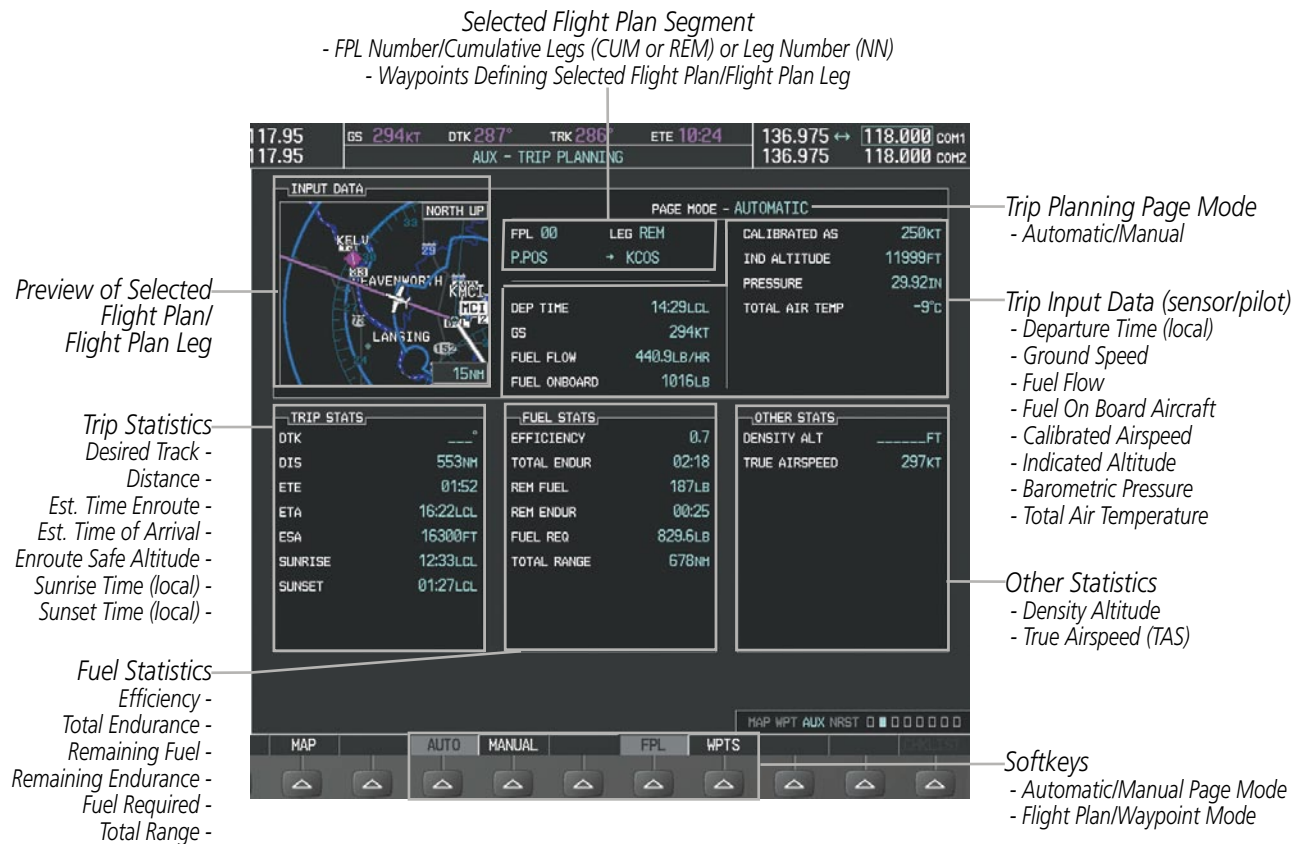 Selected Flight Plan Segment
- FPL Number/Cumulative Legs (CUM or REM) or Leg Number (NN)
- Waypoints Defining Selected Flight Plan/Flight Plan Leg
117.95 GS 294KT DTK 287° TRK 286° ETE 10:24 136.975 ↔ 118.000 COM1
117.95 AUX - TRIP PLANNING 136.975 118.000 COM2
INPUT DATA
NORTH UP
33
KFLV
29
LEAVENWORTH
KMCI
MCI
LANSING
152
24
15NM
PAGE MODE - AUTOMATIC
FPL 00 LEG REM
P.POS → KCOS
DEP TIME 14:29LCL
GS 294KT
FUEL FLOW 440.9LB/HR
FUEL ONBOARD 1016LB
CALIBRATED AS 250KT
IND ALTITUDE 11999FT
PRESSURE 29.92IN
TOTAL AIR TEMP -9°C
TRIP STATS
DTK ___°
DIS 553NM
ETE 01:52
ETA 16:22LCL
ESA 16300FT
SUNRISE 12:33LCL
SUNSET 01:27LCL
FUEL STATS
EFFICIENCY 0.7
TOTAL ENDUR 02:18
REM FUEL 187LB
REM ENDUR 00:25
FUEL REQ 829.6LB
TOTAL RANGE 678NM
OTHER STATS
DENSITY ALT ______FT
TRUE AIRSPEED 297KT
MAP WPT AUX NRST
MAP AUTO MANUAL FPL WPTS CHKLIST
Preview of Selected
Flight Plan/
Flight Plan Leg
Trip Statistics
Desired Track -
Distance -
Est. Time Enroute -
Est. Time of Arrival -
Enroute Safe Altitude -
Sunrise Time (local) -
Sunset Time (local) -
Fuel Statistics
Efficiency -
Total Endurance -
Remaining Fuel -
Remaining Endurance -
Fuel Required -
Total Range -
Trip Planning Page Mode
- Automatic/Manual
Trip Input Data (sensor/pilot)
- Departure Time (local)
- Ground Speed
- Fuel Flow
- Fuel On Board Aircraft
- Calibrated Airspeed
- Indicated Altitude
- Barometric Pressure
- Total Air Temperature
Other Statistics
- Density Altitude
- True Airspeed (TAS)
Softkeys
- Automatic/Manual Page Mode
- Flight Plan/Waypoint Mode